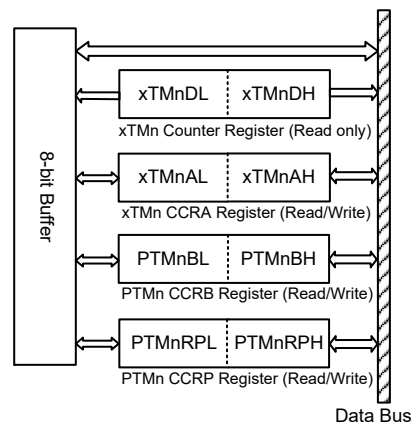 8-bit Buffer
xTMnDL xTMnDH
xTMn Counter Register (Read only)
xTMnAL xTMnAH
xTMn CCRA Register (Read/Write)
PTMnBL PTMnBH
PTMn CCRB Register (Read/Write)
PTMnRPL PTMnRPH
PTMn CCRP Register (Read/Write)
Data Bus